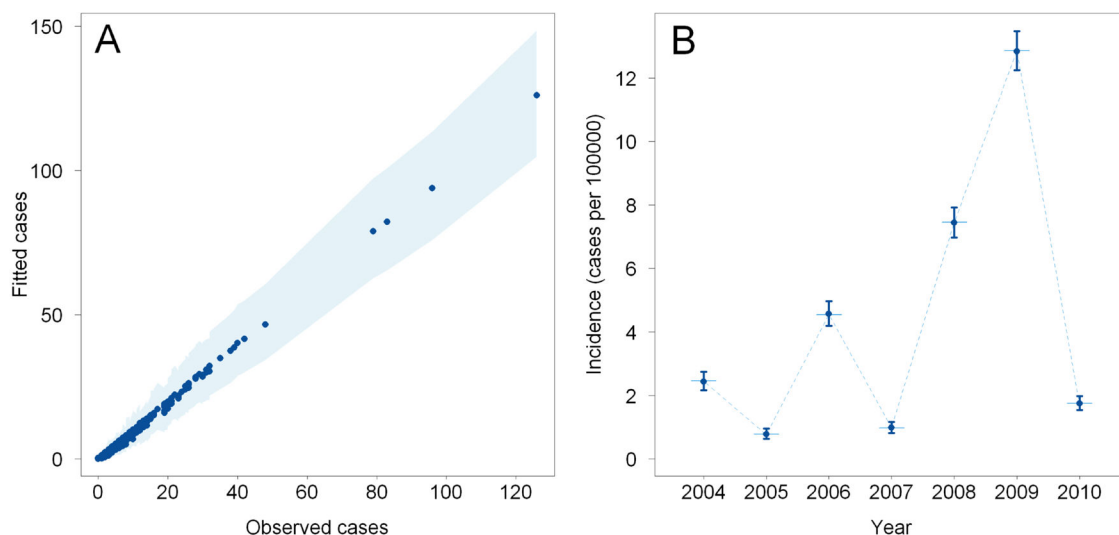 A
150
100
50
0
Fitted cases
0 20 40 60 80 100 120
Observed cases
B
12
10
8
6
4
2
0
Incidence (cases per 100000)
2004 2005 2006 2007 2008 2009 2010
Year